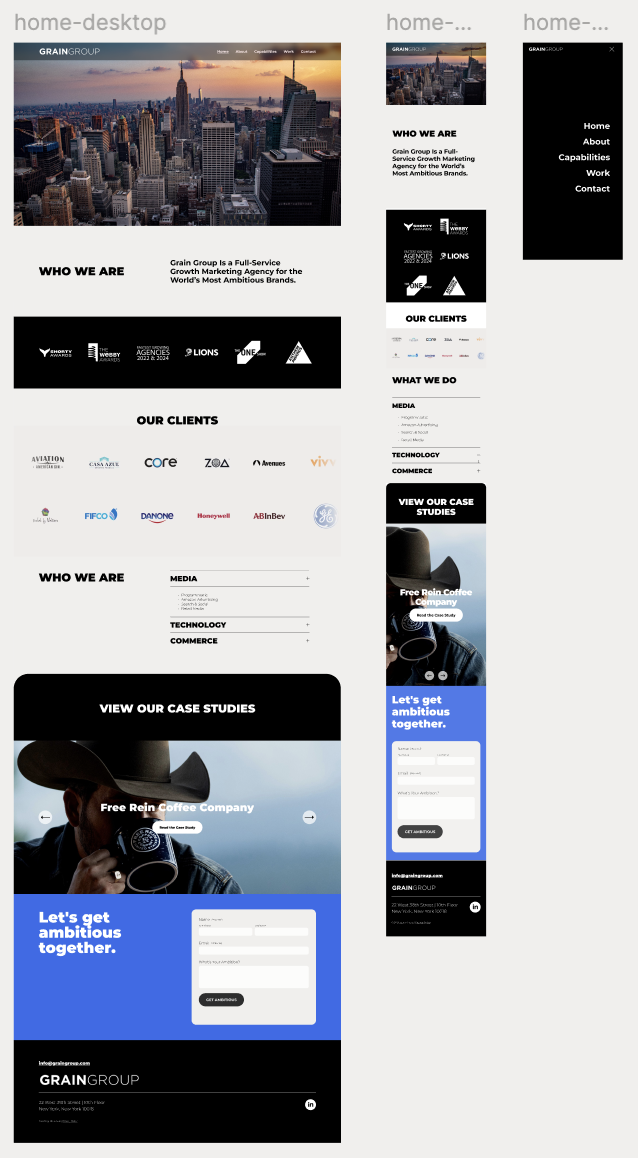 home-desktop
GRAINGROUP
Home About Capabilities Work Contact
WHO WE ARE
Grain Group Is a Full-Service
Growth Marketing Agency for the
World's Most Ambitious Brands.
SHORTY AWARDS
THE WEBBY AWARDS
FASTEST GROWING
AGENCIES
2022 & 2024
LIONS
THE ONE SHOW
OUR CLIENTS
AVIATION
AMERICAN GIN
CASA AZUL
core
ZOA
Avenues
VIVV
FIFCO
DANONE
Honeywell
ABInBev
GE
WHO WE ARE
MEDIA +
- Programmatic
- Amazon Advertising
- Search & Social
- Retail Media
TECHNOLOGY +
COMMERCE +
VIEW OUR CASE STUDIES
Free Rein Coffee Company
Read the Case Study
Let's get
ambitious
together.
Name
Email
What's Your Ambition?
GET AMBITIOUS
info@graingroup.com
GRAINGROUP
22 West 38th Street | 11th Floor
New York, New York 10018
in
home-...
GRAINGROUP
WHO WE ARE
Grain Group Is a Full-
Service Growth Marketing
Agency for the World's
Most Ambitious Brands.
SHORTY AWARDS
THE WEBBY AWARDS
FASTEST GROWING
AGENCIES
2022 & 2024
LIONS
THE ONE SHOW
OUR CLIENTS
core
ZOA
WHAT WE DO
MEDIA
- Programmatic
- Amazon Advertising
- Search & Social
- Retail Media
TECHNOLOGY +
COMMERCE +
VIEW OUR CASE
STUDIES
Free Rein Coffee
Company
Read the Case Study
Let's get
ambitious
together.
Name
Email
What's Your Ambition?
GET AMBITIOUS
info@graingroup.com
GRAINGROUP
22 West 38th Street | 11th Floor
New York, New York 10018
in
home-...
GRAINGROUP
Home
About
Capabilities
Work
Contact